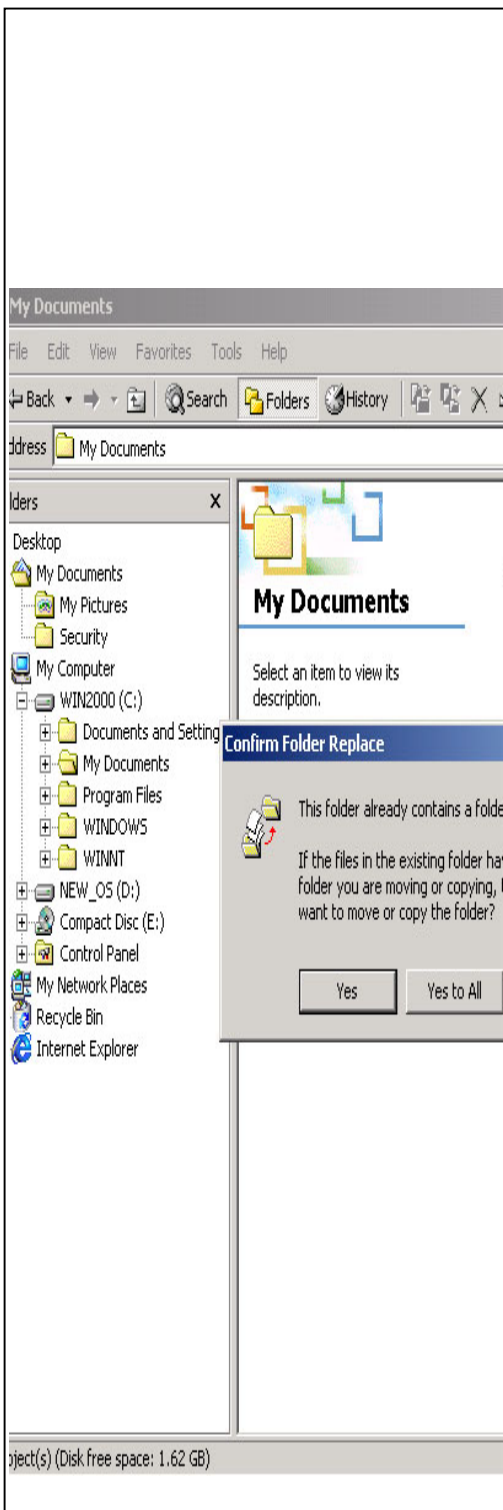 My Documents
File Edit View Favorites Tools Help
Back Search Folders History
ddress My Documents
lders X
Desktop
My Documents
My Pictures
Security
My Computer
WIN2000 (C:)
Documents and Setting
My Documents
Program Files
WINDOWS
WINNT
NEW_OS (D:)
Compact Disc (E:)
Control Panel
My Network Places
Recycle Bin
Internet Explorer
My Documents
Select an item to view its
description.
Confirm Folder Replace
This folder already contains a folde
If the files in the existing folder hav
folder you are moving or copying, t
want to move or copy the folder?
Yes Yes to All
oject(s) (Disk free space: 1.62 GB)